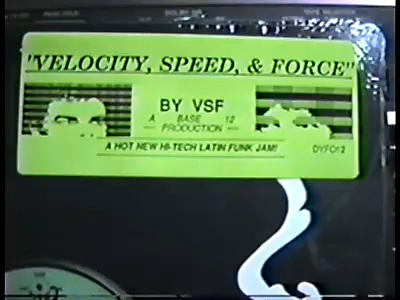 "VELOCITY, SPEED, & FORCE"
BY VSF
A BASE 12
PRODUCTION
A HOT NEW HI-TECH LATIN FUNK JAM!
DYFO12